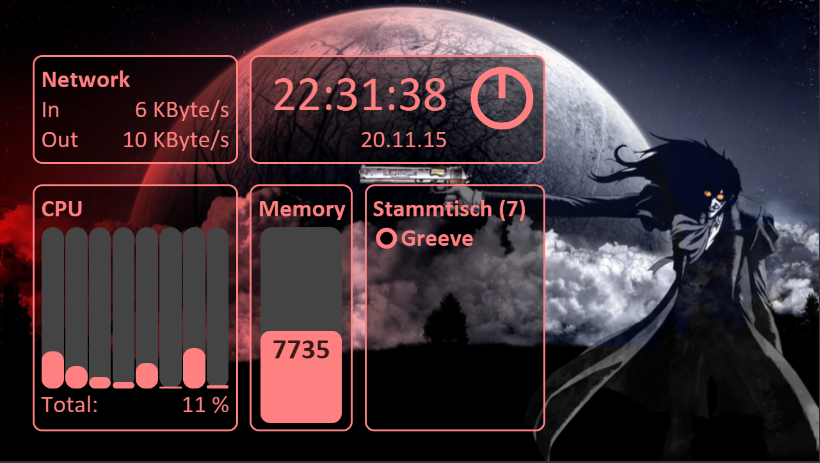 Network
In 6 KByte/s
Out 10 KByte/s
22:31:38
20.11.15
CPU
Total: 11 %
Memory
7735
Stammtisch (7)
Greeve